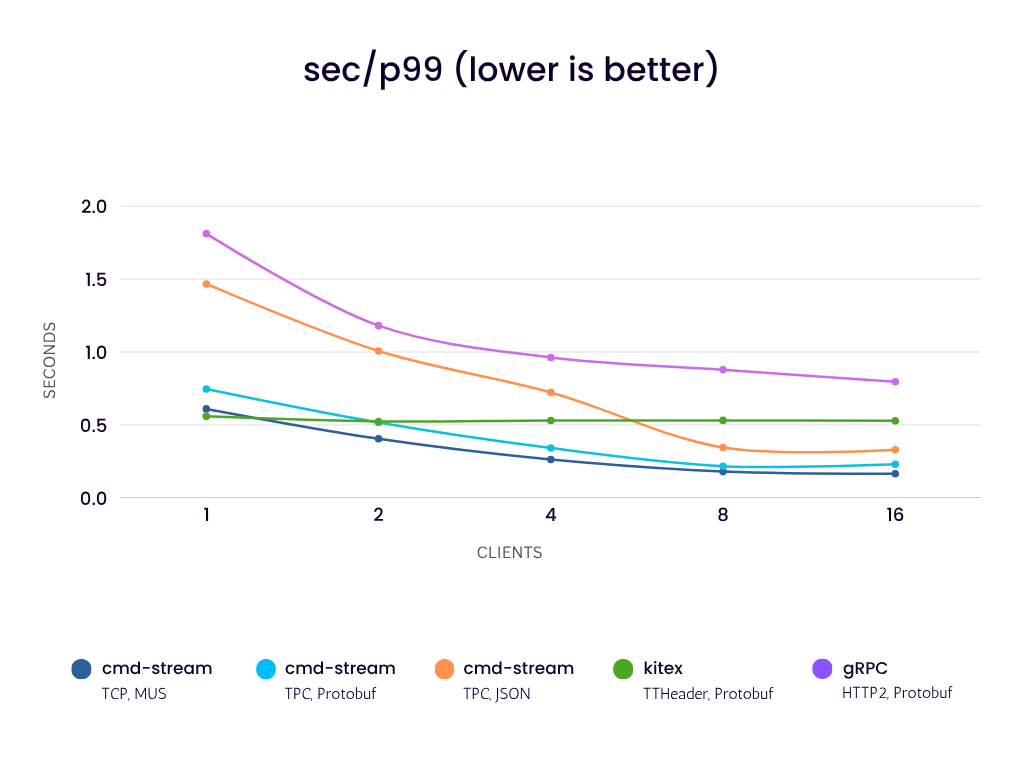 sec/p99 (lower is better)
2.0
1.5
1.0
0.5
0.0
SECONDS
1 2 4 8 16
CLIENTS
cmd-stream cmd-stream cmd-stream kitex gRPC
TCP, MUS TPC, Protobuf TPC, JSON TTHeader, Protobuf HTTP2, Protobuf